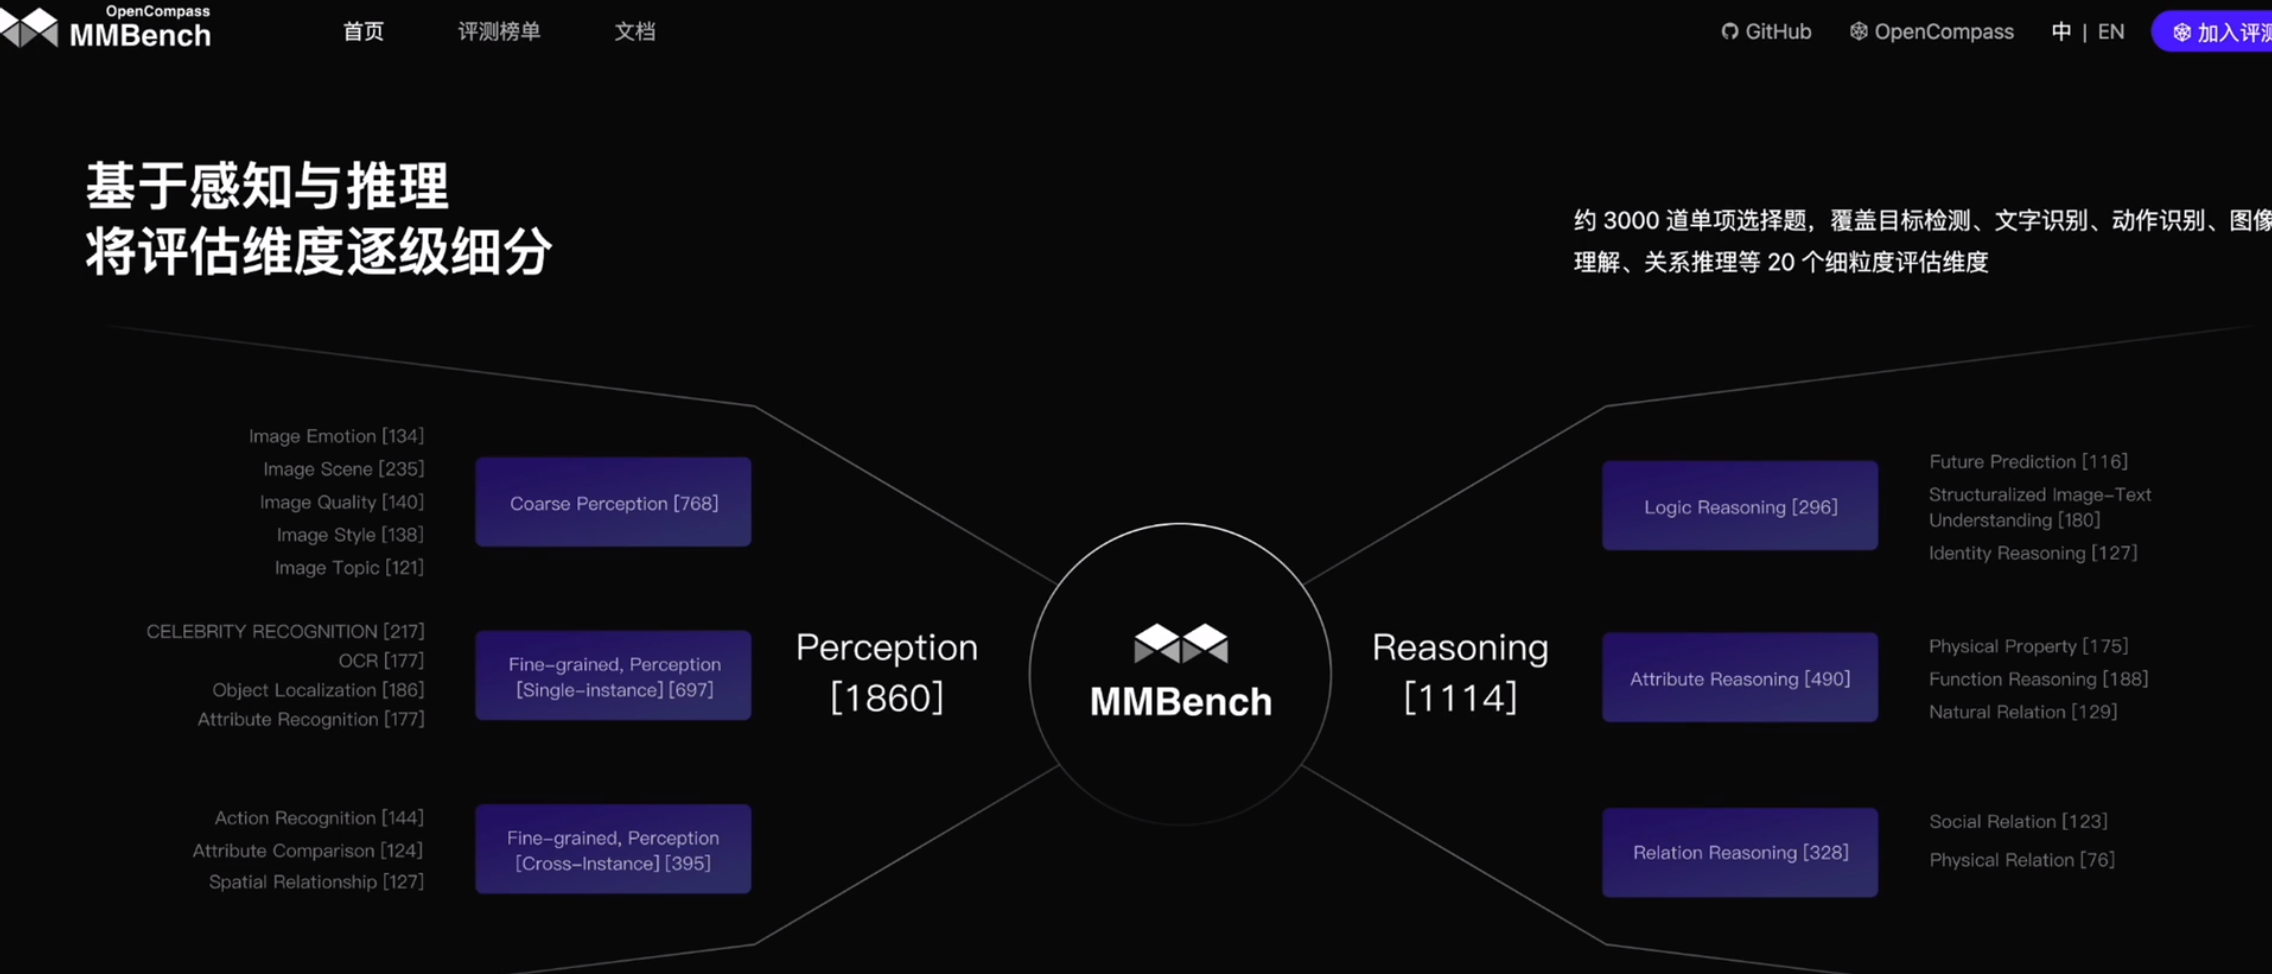 OpenCompass
MMBench
首页 评测榜单 文档
GitHub OpenCompass 中 | EN 加入评测
基于感知与推理
将评估维度逐级细分
约 3000 道单项选择题，覆盖目标检测、文字识别、动作识别、图像
理解、关系推理等 20 个细粒度评估维度
Image Emotion [134]
Image Scene [235]
Image Quality [140]
Image Style [138]
Image Topic [121]
Coarse Perception [768]
CELEBRITY RECOGNITION [217]
OCR [177]
Object Localization [186]
Attribute Recognition [177]
Fine-grained, Perception
[Single-instance] [697]
Action Recognition [144]
Attribute Comparison [124]
Spatial Relationship [127]
Fine-grained, Perception
[Cross-Instance] [395]
Perception
[1860]
MMBench
Reasoning
[1114]
Logic Reasoning [296]
Future Prediction [116]
Structuralized Image-Text
Understanding [180]
Identity Reasoning [127]
Attribute Reasoning [490]
Physical Property [175]
Function Reasoning [188]
Natural Relation [129]
Relation Reasoning [328]
Social Relation [123]
Physical Relation [76]